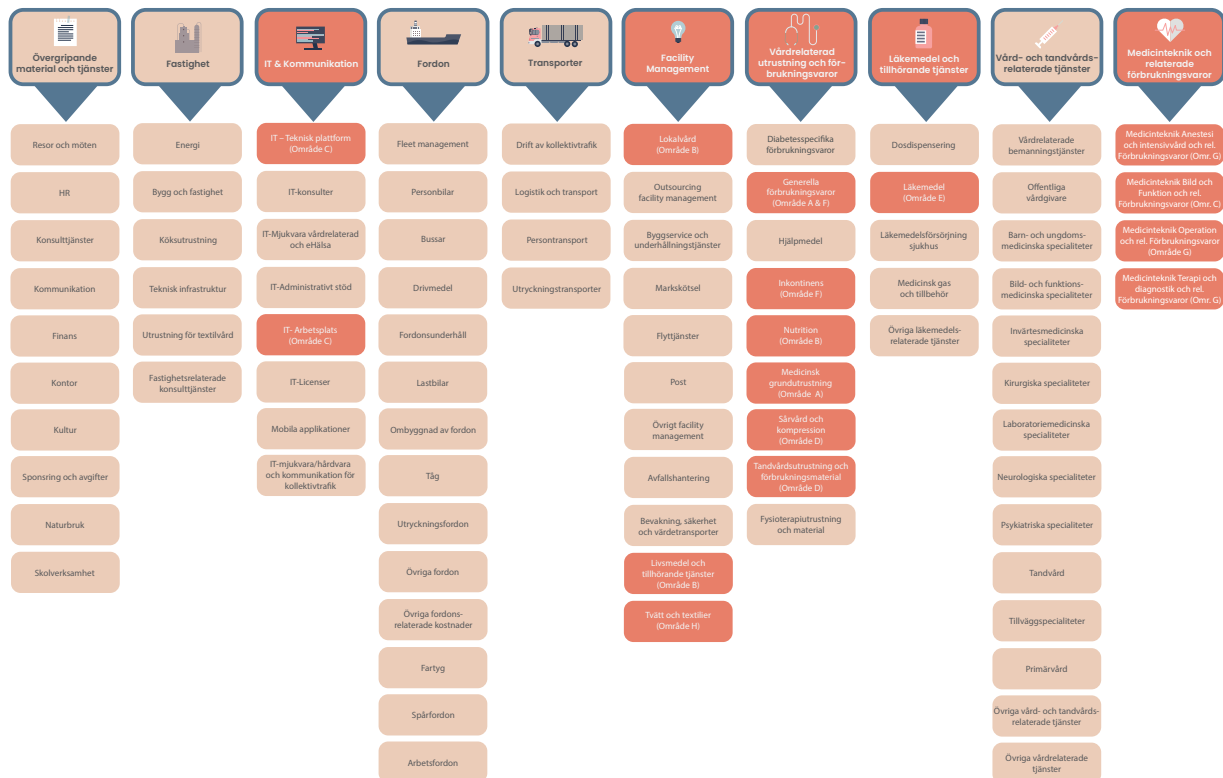 Övergripande
material och tjänster
Resor och möten
HR
Konsulttjänster
Kommunikation
Finans
Kontor
Kultur
Sponsring och avgifter
Naturbruk
Skolverksamhet
Fastighet
Energi
Bygg och fastighet
Köksutrustning
Teknisk infrastruktur
Utrustning för textilvård
Fastighetsrelaterade
konsulttjänster
IT & Kommunikation
IT – Teknisk plattform
(Område C)
IT-konsulter
IT-Mjukvara vårdrelaterad
och eHälsa
IT-Administrativt stöd
IT- Arbetsplats
(Område C)
IT-Licenser
Mobila applikationer
IT-mjukvara/hårdvara
och kommunikation för
kollektivtrafik
Fordon
Fleet management
Personbilar
Bussar
Drivmedel
Fordonsunderhåll
Lastbilar
Ombyggnad av fordon
Tåg
Utryckningsfordon
Övriga fordon
Övriga fordons-
relaterade kostnader
Fartyg
Spårfordon
Arbetsfordon
Transporter
Drift av kollektivtrafik
Logistik och transport
Persontransport
Utryckningstransporter
Facility
Management
Lokalvård
(Område B)
Outsourcing
facility management
Byggservice och
underhållningstjänster
Markskötsel
Flyttjänster
Post
Övrigt facility
management
Avfallshantering
Bevakning, säkerhet
och värdetransporter
Livsmedel och
tillhörande tjänster
(Område B)
Tvätt och textilier
(Område H)
Vårdrelaterad
utrustning och för-
brukningsvaror
Diabetesspecifika
förbrukningsvaror
Generella
förbrukningsvaror
(Område A & F)
Hjälpmedel
Inkontinens
(Område F)
Nutrition
(Område B)
Medicinsk
grundutrustning
(Område A)
Sårvård och
kompression
(Område D)
Tandvårdsutrustning och
förbrukningsmaterial
(Område D)
Fysioterapiutrustning
och material
Läkemedel och
tillhörande tjänster
Dosdispensering
Läkemedel
(Område E)
Läkemedelsförsörjning
sjukhus
Medicinsk gas
och tillbehör
Övriga läkemedels-
relaterade tjänster
Vård- och tandvårds-
relaterade tjänster
Vårdrelaterade
bemanningstjänster
Offentliga
vårdgivare
Barn- och ungdoms-
medicinska specialiteter
Bild- och funktions-
medicinska specialiteter
Invärtesmedicinska
specialiteter
Kirurgiska specialiteter
Laboratoriemedicinska
specialiteter
Neurologiska specialiteter
Psykiatriska specialiteter
Tandvård
Tilläggspecialiteter
Primärvård
Övriga vård- och tandvårds-
relaterade tjänster
Övriga vårdrelaterade
tjänster
Medicinteknik och
relaterade
förbrukningsvaror
Medicinteknik Anestesi
och intensivvård och rel.
Förbrukningsvaror (Omr. G)
Medicinteknik Bild och
Funktion och rel.
Förbrukningsvaror (Omr. C)
Medicinteknik Operation
och rel. Förbrukningsvaror
(Område G)
Medicinteknik Terapi och
diagnostik och rel.
Förbrukningsvaror (Omr. G)